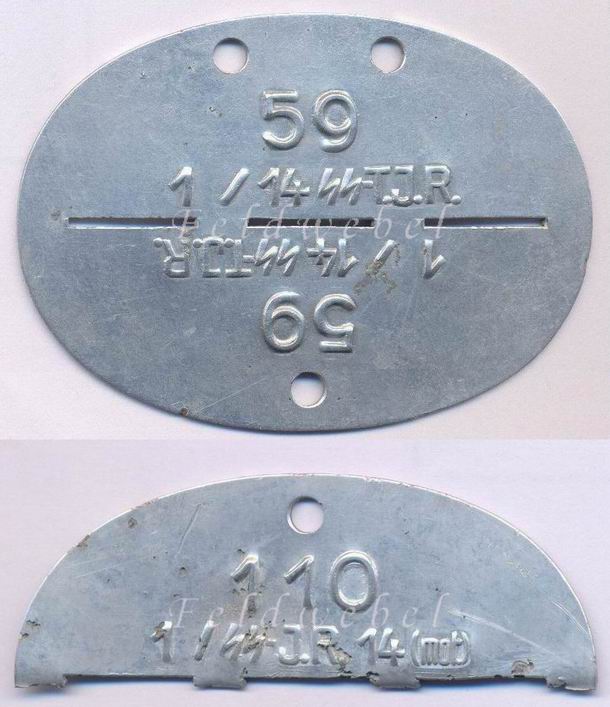 59
1 / 14 ᛋᛋ-T.J.R.
Feldwebel
1 / 14 ᛋᛋ-T.J.R.
59
110
Feldwebel
1 / ᛋᛋ-J.R. 14 (mot)